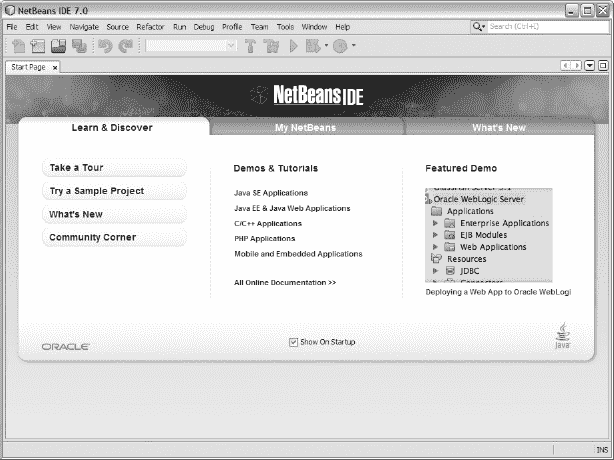 NetBeans IDE 7.0
File Edit View Navigate Source Refactor Run Debug Profile Team Tools Window Help
Search (Ctrl+I)
Start Page
NetBeans IDE
Learn & Discover
My NetBeans
What's New
Take a Tour
Try a Sample Project
What's New
Community Corner
Demos & Tutorials
Java SE Applications
Java EE & Java Web Applications
C/C++ Applications
PHP Applications
Mobile and Embedded Applications
All Online Documentation >>
Featured Demo
Oracle WebLogic Server
Applications
Enterprise Applications
EJB Modules
Web Applications
Resources
JDBC
Connectors
Deploying a Web App to Oracle WebLogi
ORACLE
Show On Startup
Java
INS